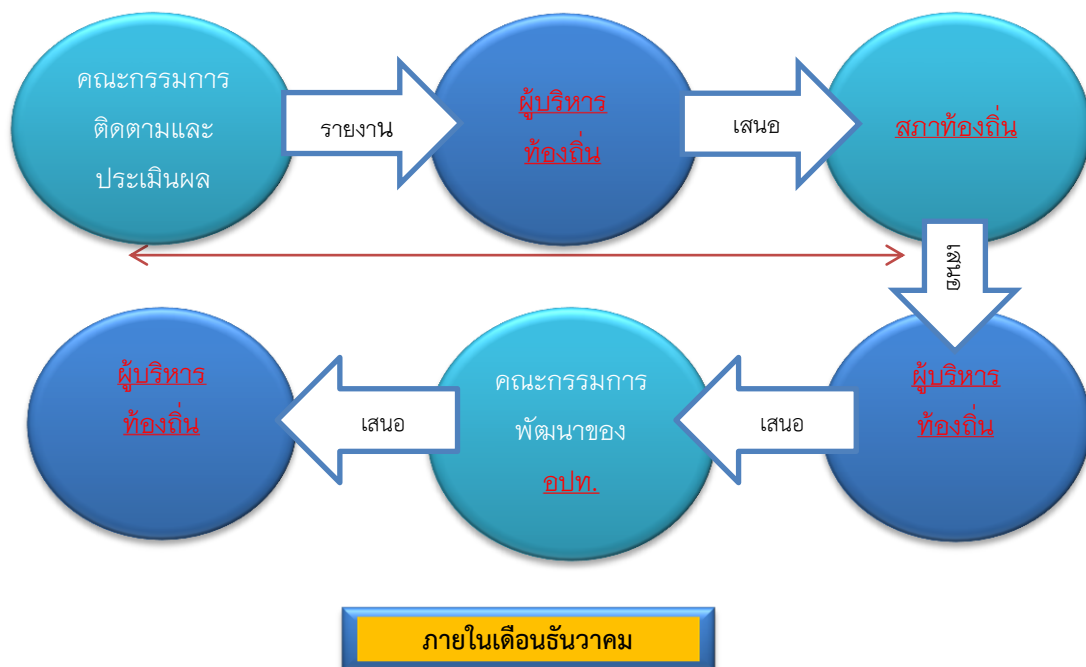 คณะกรรมการ
ติดตามและ
ประเมินผล
รายงาน
ผู้บริหาร
ท้องถิ่น
เสนอ
สภาท้องถิ่น
เสนอ
ผู้บริหาร
ท้องถิ่น
เสนอ
คณะกรรมการ
พัฒนาของ
อปท.
เสนอ
ผู้บริหาร
ท้องถิ่น
ภายในเดือนธันวาคม